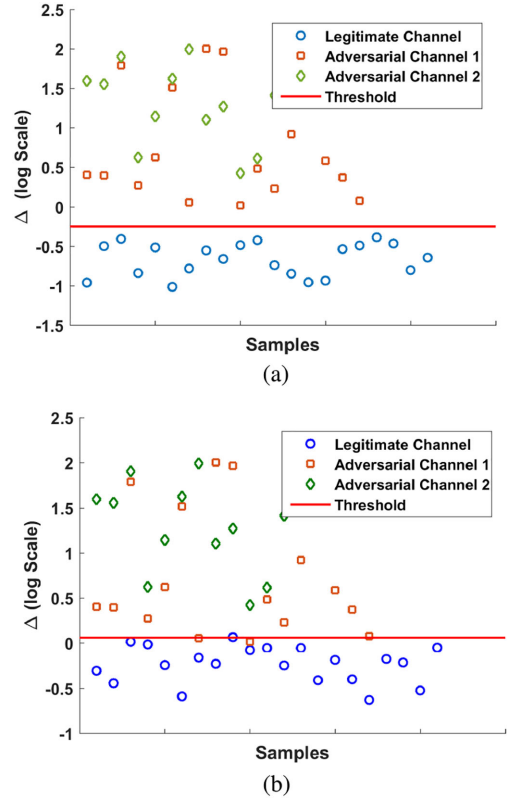 2.5
2
1.5
1
0.5
0
-0.5
-1
-1.5
Δ (log Scale)
Legitimate Channel
Adversarial Channel 1
Adversarial Channel 2
Threshold
Samples
(a)
2.5
2
1.5
1
0.5
0
-0.5
-1
Δ (log Scale)
Legitimate Channel
Adversarial Channel 1
Adversarial Channel 2
Threshold
Samples
(b)